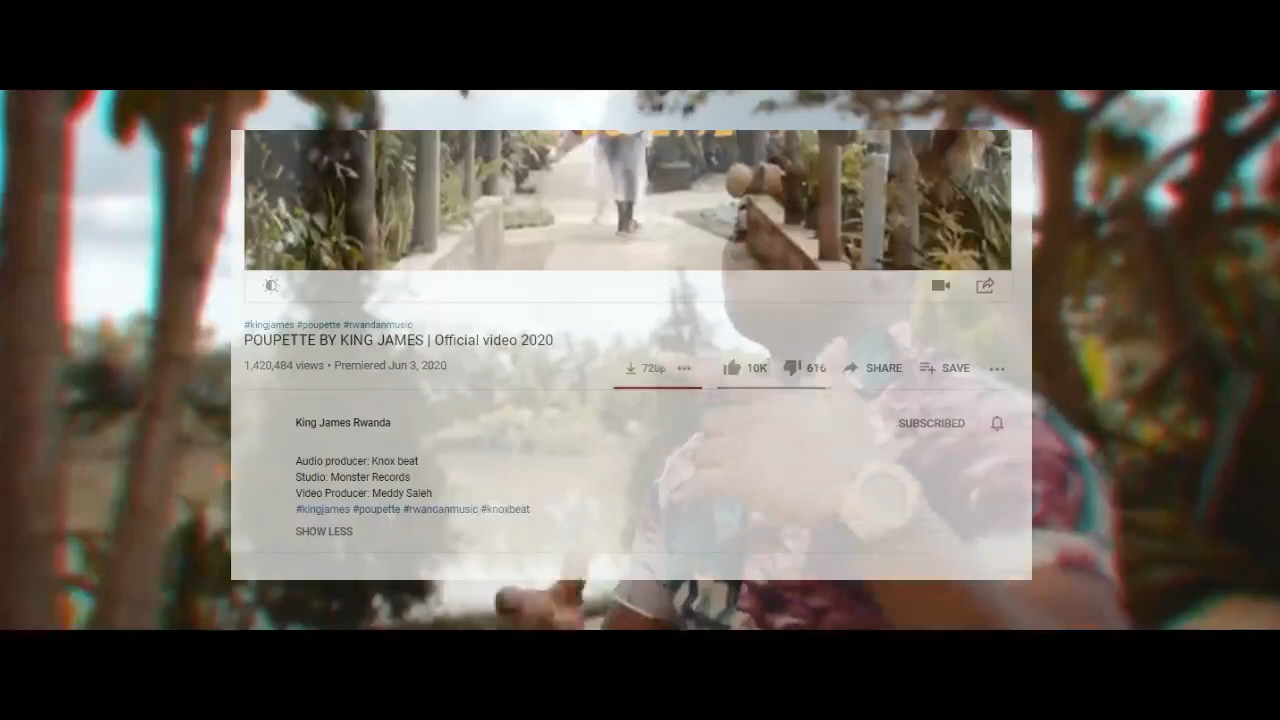 #kingjames #poupette #rwandanmusic
POUPETTE BY KING JAMES | Official video 2020
1,420,484 views • Premiered Jun 3, 2020
720p 10K 616 SHARE SAVE
King James Rwanda SUBSCRIBED
Audio producer: Knox beat
Studio: Monster Records
Video Producer: Meddy Saleh
#kingjames #poupette #rwandanmusic #knoxbeat
SHOW LESS